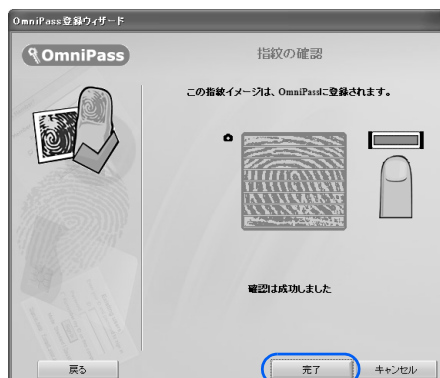 OmniPass登録ウィザード
OmniPass
指紋の確認
この指紋イメージは、OmniPassに登録されます。
確認は成功しました
戻る
完了
キャンセル